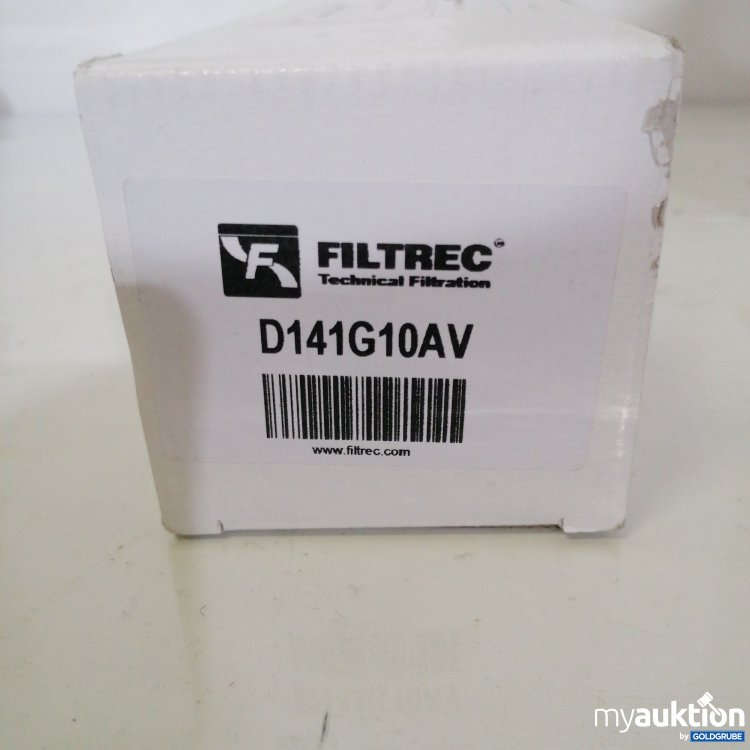 F
FILTREC
Technical Filtration
D141G10AV
www.filtrec.com
myauktion
by GOLDGRUBE